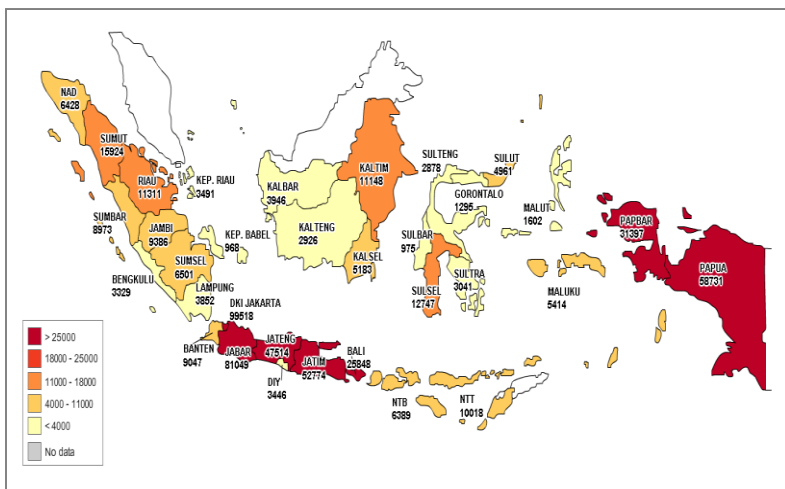 NAD
6428
SUMUT
15924
RIAU
11311
KEP. RIAU
3491
SUMBAR
8973
JAMBI
9386
KEP. BABEL
968
SUMSEL
6501
BENGKULU
3329
LAMPUNG
3852
DKI JAKARTA
99518
BANTEN
9047
JABAR
81049
JATENG
47514
DIY
3446
JATIM
52774
BALI
25848
KALBAR
3946
KALTENG
2926
KALTIM
11148
KALSEL
5183
SULTENG
2878
SULUT
4961
GORONTALO
1295
SULBAR
975
SULSEL
12747
SULTRA
3041
MALUT
1602
MALUKU
5414
NTB
6389
NTT
10018
PAPBAR
31397
PAPUA
58731
> 25000
18000 - 25000
11000 - 18000
4000 - 11000
< 4000
No data